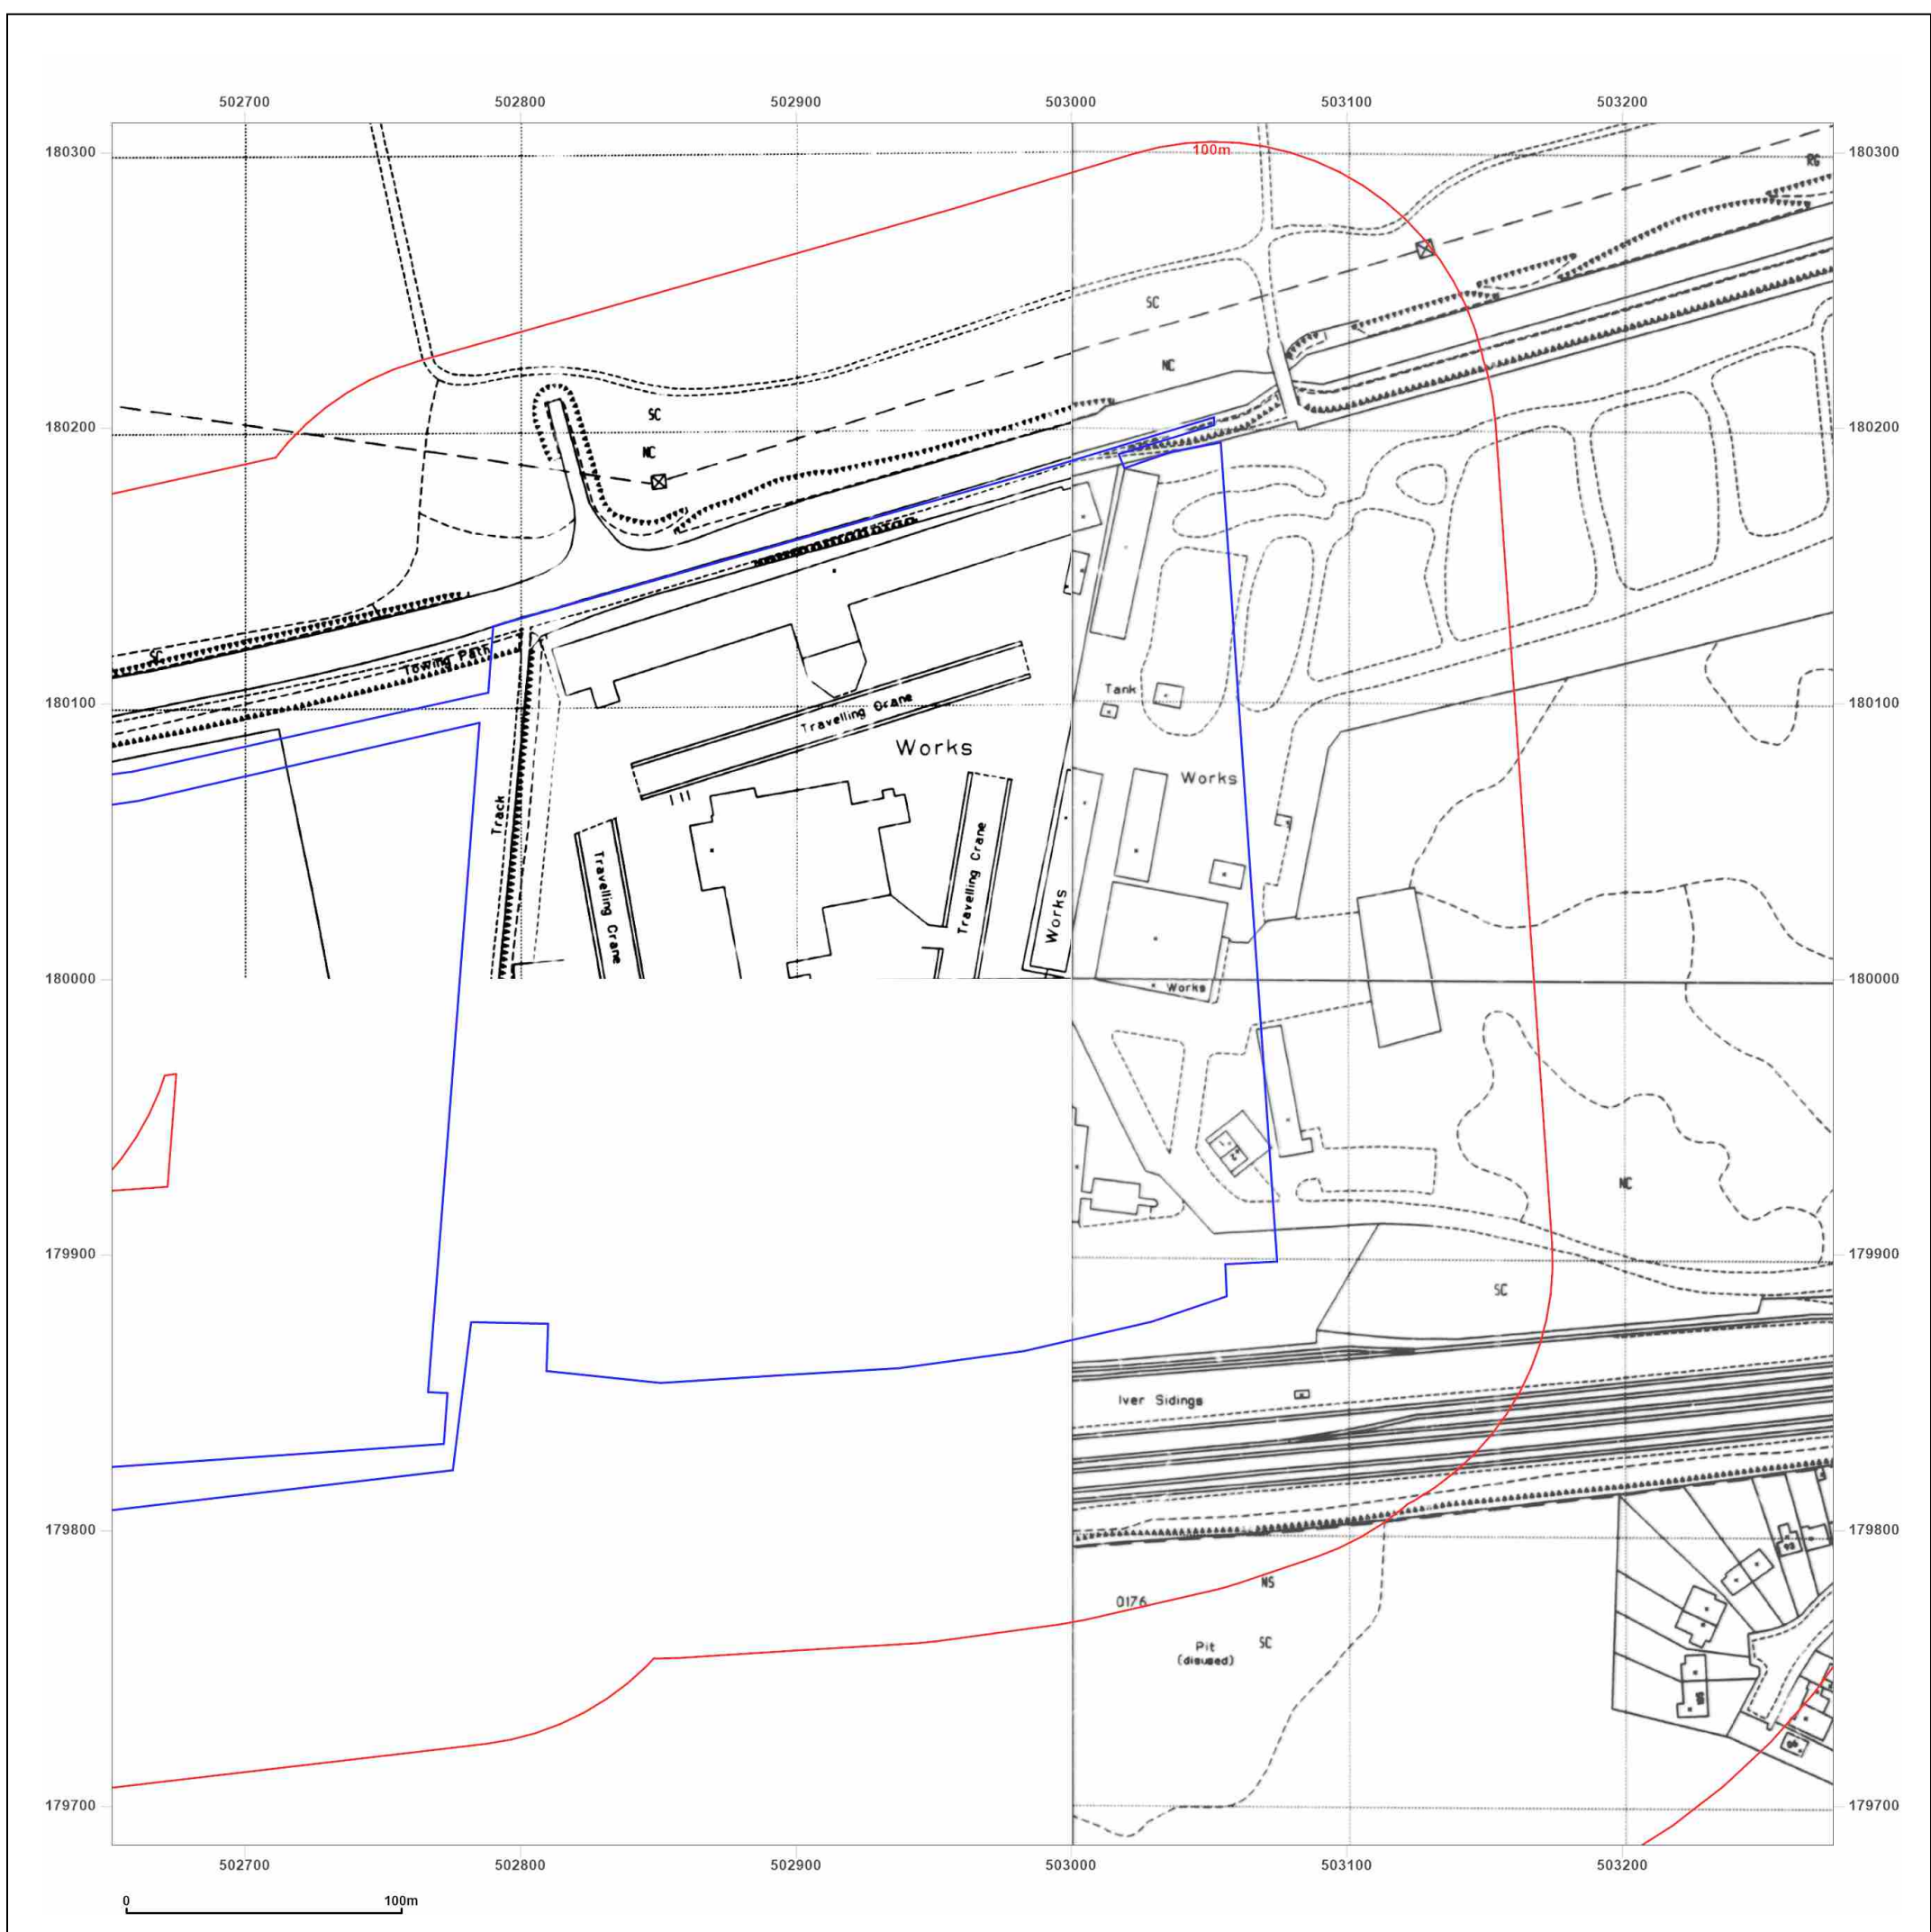 502700 502800 502900 503000 503100 503200
180300 100m 180300
RG
SC
NC
SC
180200 180200
NC
SC
Towing Path
Tank
180100 180100
Travelling Crane
Works
Works
Track
Travelling Crane
Travelling Crane
Works
180000 180000
Works
NC
179900 179900
SC
Iver Sidings
179800 179800
NS
0176
SC
Pit
(disused)
179700 179700
502700 502800 502900 503000 503100 503200
0 100m